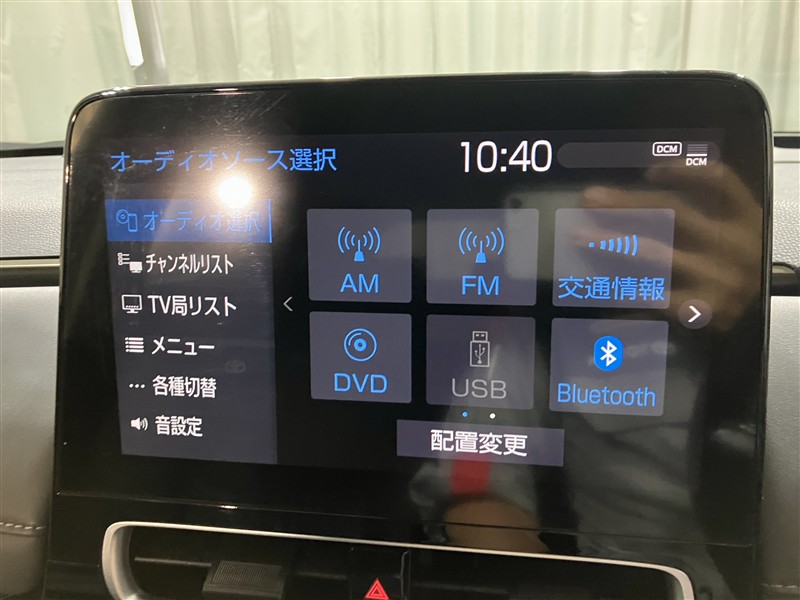 オーディオソース選択
10:40
DCM
DCM
オーディオ選択
チャンネルリスト
TV局リスト
メニュー
各種切替
音設定
AM
FM
交通情報
DVD
USB
Bluetooth
配置変更